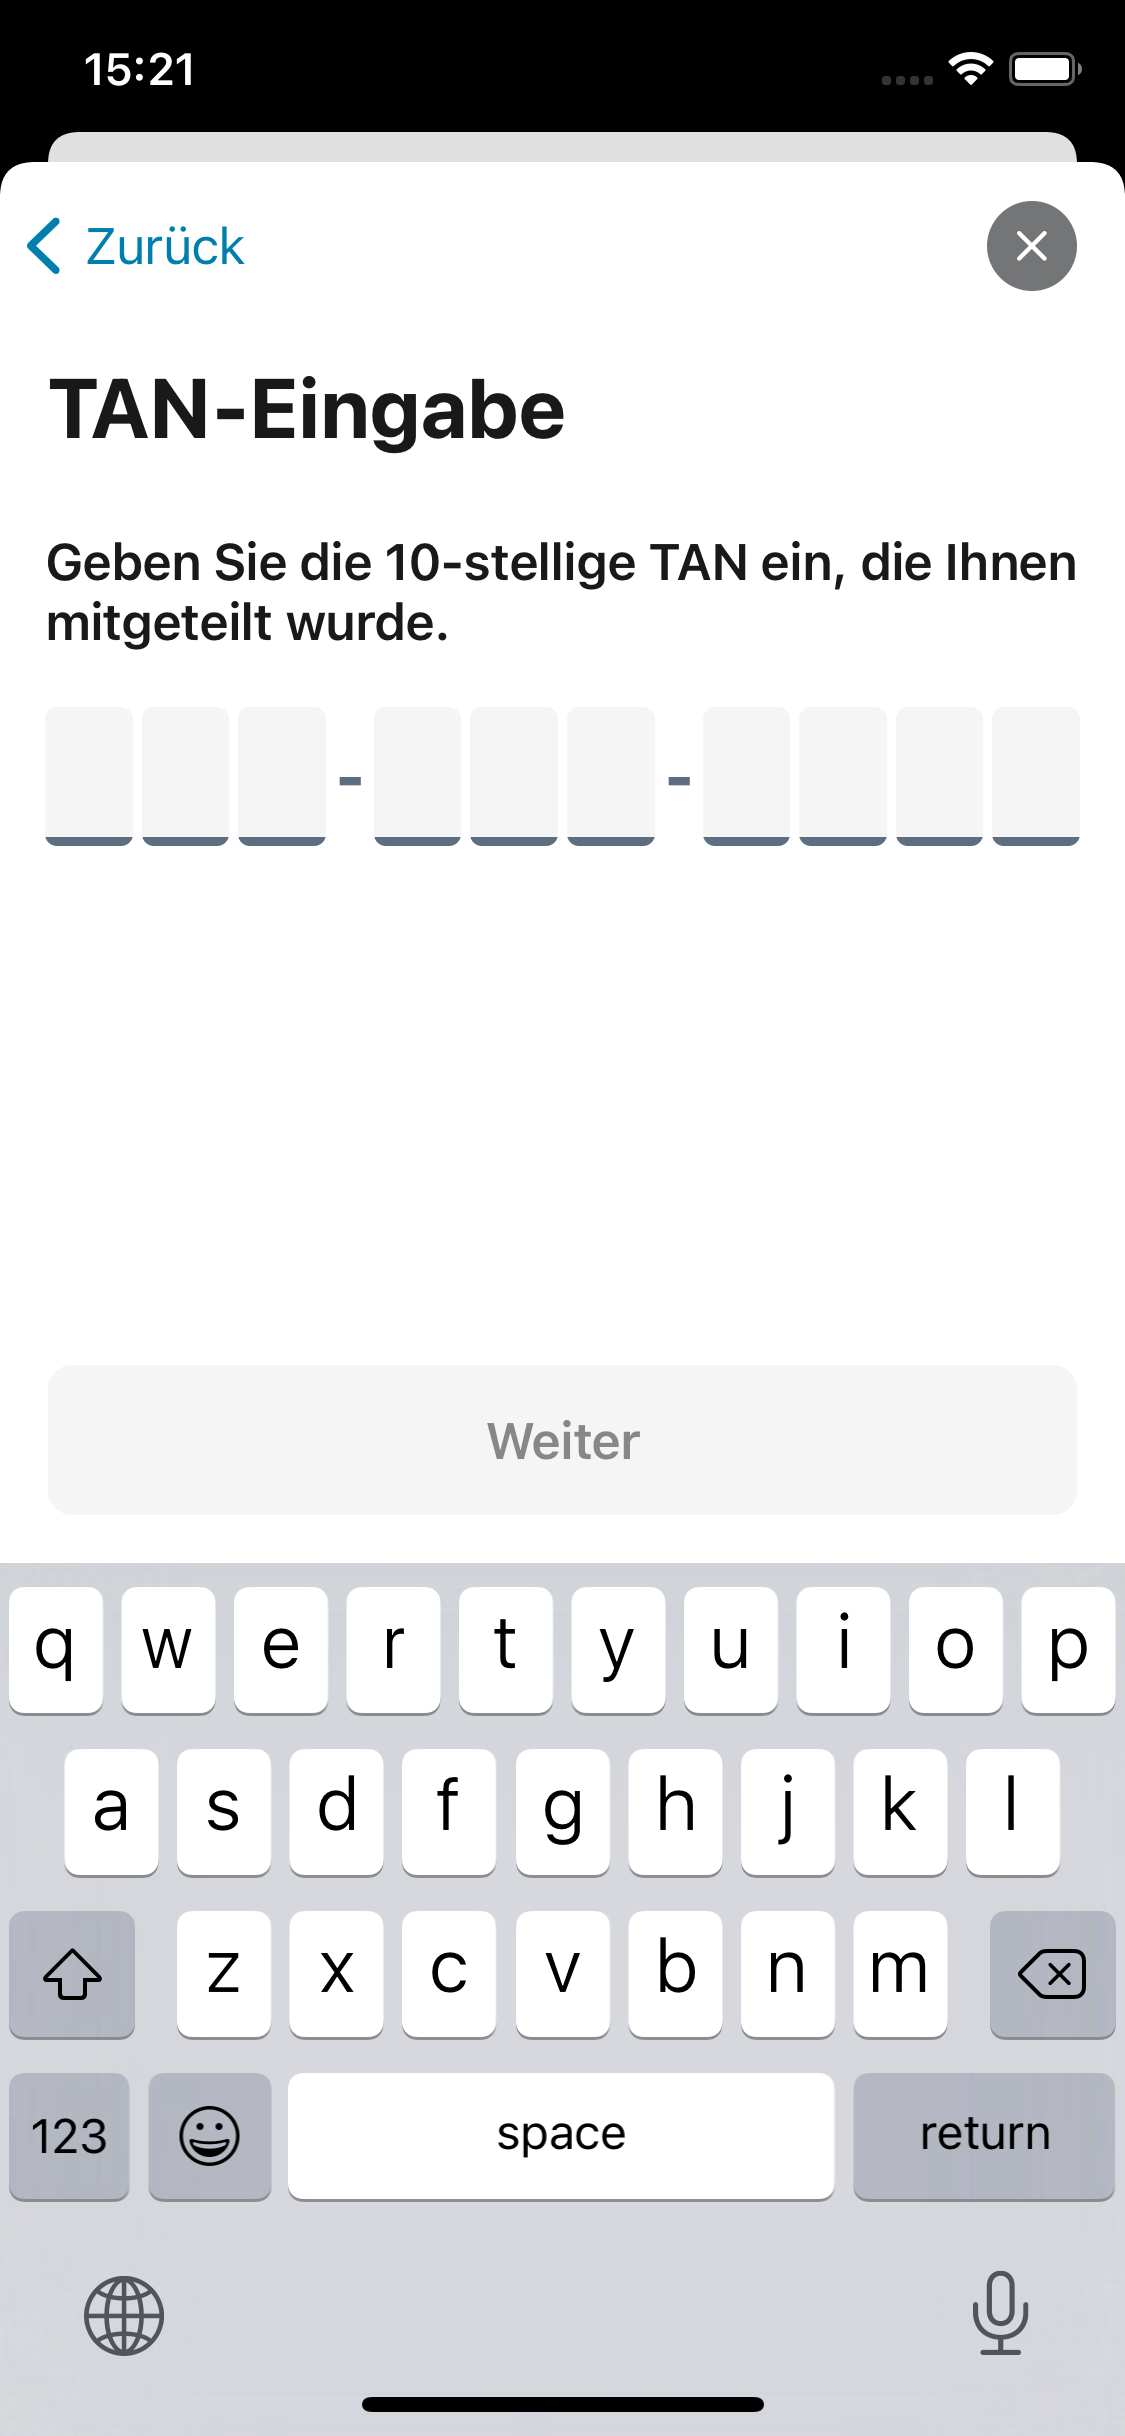 15:21
Zurück
TAN-Eingabe
Geben Sie die 10-stellige TAN ein, die Ihnen
mitgeteilt wurde.
- -
Weiter
q w e r t y u i o p
a s d f g h j k l
z x c v b n m
123 space return